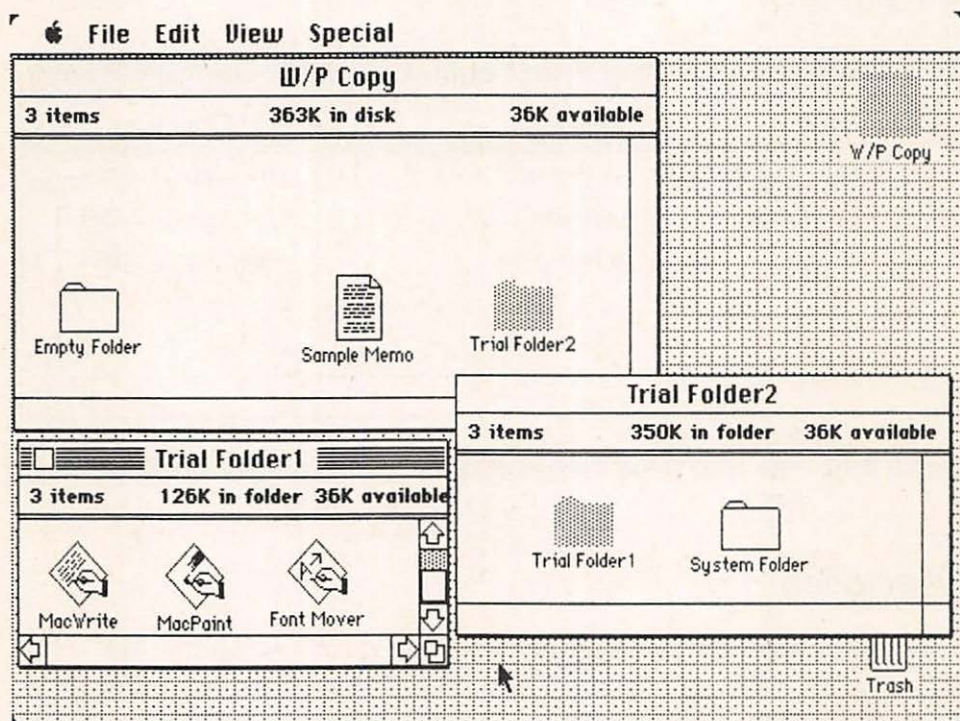 File Edit View Special
W/P Copy
3 items 363K in disk 36K available
W/P Copy
Empty Folder
Sample Memo
Trial Folder2
Trial Folder2
3 items 350K in folder 36K available
Trial Folder1
System Folder
Trial Folder1
3 items 126K in folder 36K available
MacWrite
MacPaint
Font Mover
Trash